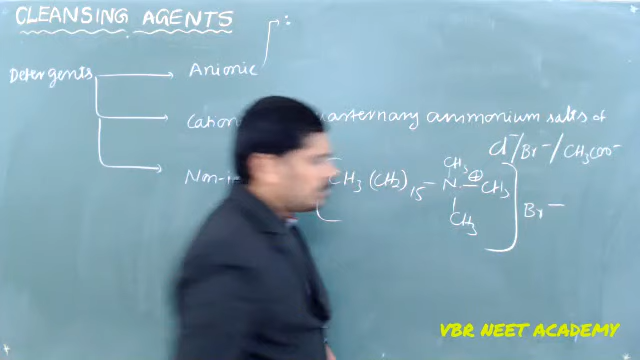 CLEANSING AGENTS
Detergents
Anionic
ammonium salts of
Cl⁻/Br⁻/CH₃COO⁻
CH₃
CH₃(CH₂)₁₅-N⊕-CH₃
CH₃
Br⁻
VBR NEET ACADEMY